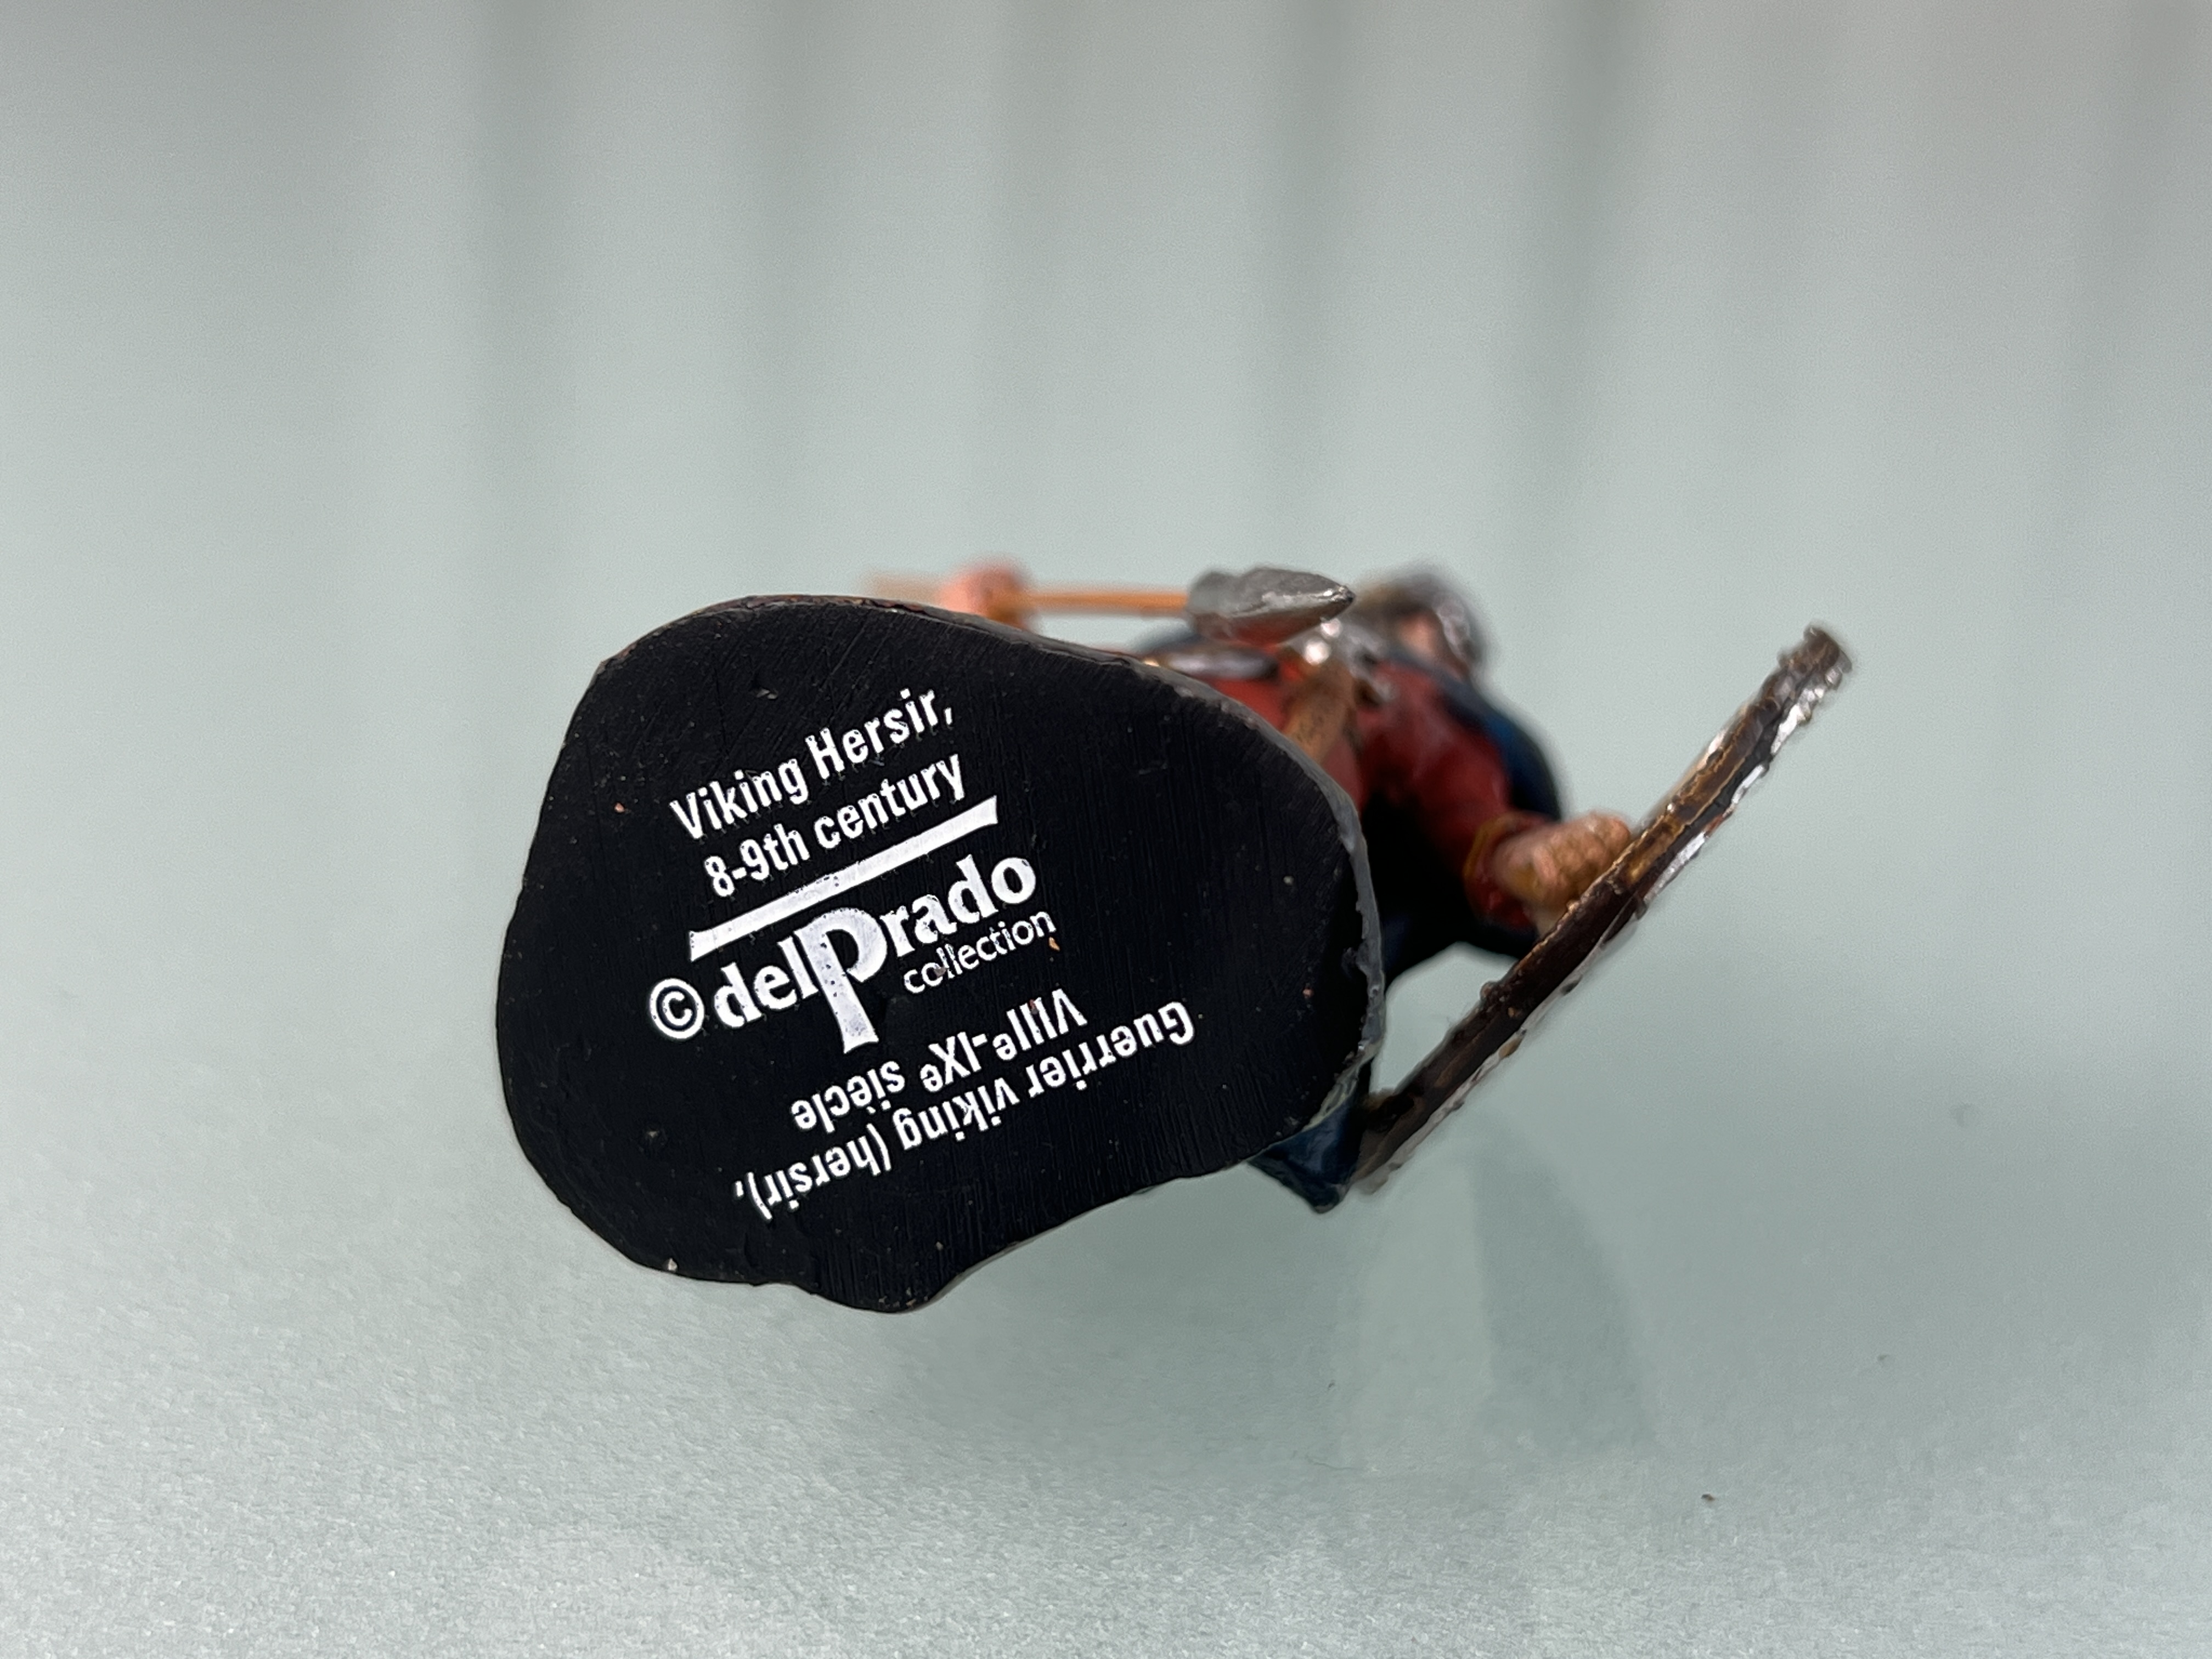 Viking Hersir,
8-9th century
© delPrado
collection
Guerrier viking (hersir),
VIIIe-IXe siècle